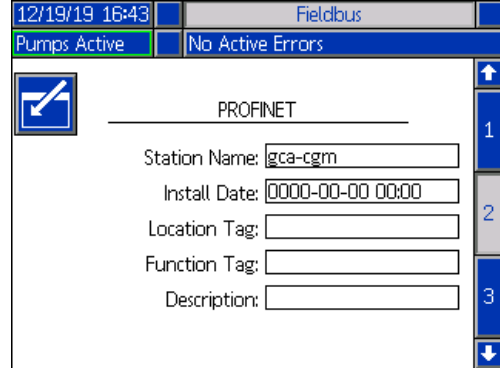 12/19/19 16:43 Fieldbus
Pumps Active No Active Errors
PROFINET
1
Station Name: gca-cgm
Install Date: 0000-00-00 00:00
2
Location Tag:
Function Tag:
Description:
3